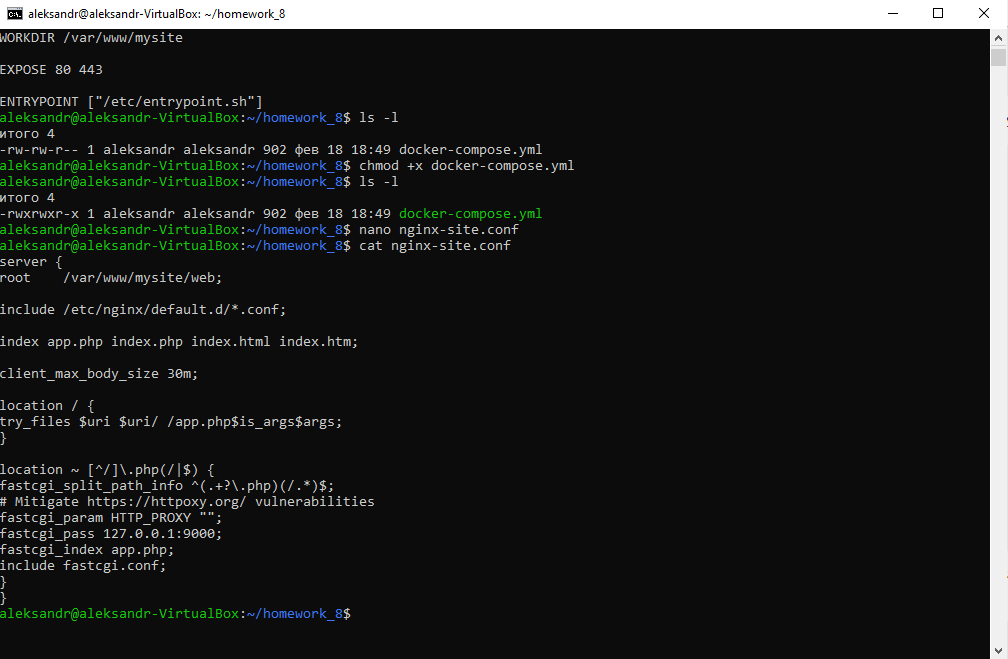 aleksandr@aleksandr-VirtualBox: ~/homework_8
WORKDIR /var/www/mysite
EXPOSE 80 443
ENTRYPOINT ["/etc/entrypoint.sh"]
aleksandr@aleksandr-VirtualBox:~/homework_8$ ls -l
итого 4
-rw-rw-r-- 1 aleksandr aleksandr 902 фев 18 18:49 docker-compose.yml
aleksandr@aleksandr-VirtualBox:~/homework_8$ chmod +x docker-compose.yml
aleksandr@aleksandr-VirtualBox:~/homework_8$ ls -l
итого 4
-rwxrwxr-x 1 aleksandr aleksandr 902 фев 18 18:49 docker-compose.yml
aleksandr@aleksandr-VirtualBox:~/homework_8$ nano nginx-site.conf
aleksandr@aleksandr-VirtualBox:~/homework_8$ cat nginx-site.conf
server {
root    /var/www/mysite/web;
include /etc/nginx/default.d/*.conf;
index app.php index.php index.html index.htm;
client_max_body_size 30m;
location / {
try_files $uri $uri/ /app.php$is_args$args;
}
location ~ [^/]\.php(/|$) {
fastcgi_split_path_info ^(.+?\.php)(/.*)$;
# Mitigate https://httpoxy.org/ vulnerabilities
fastcgi_param HTTP_PROXY "";
fastcgi_pass 127.0.0.1:9000;
fastcgi_index app.php;
include fastcgi.conf;
}
}
aleksandr@aleksandr-VirtualBox:~/homework_8$